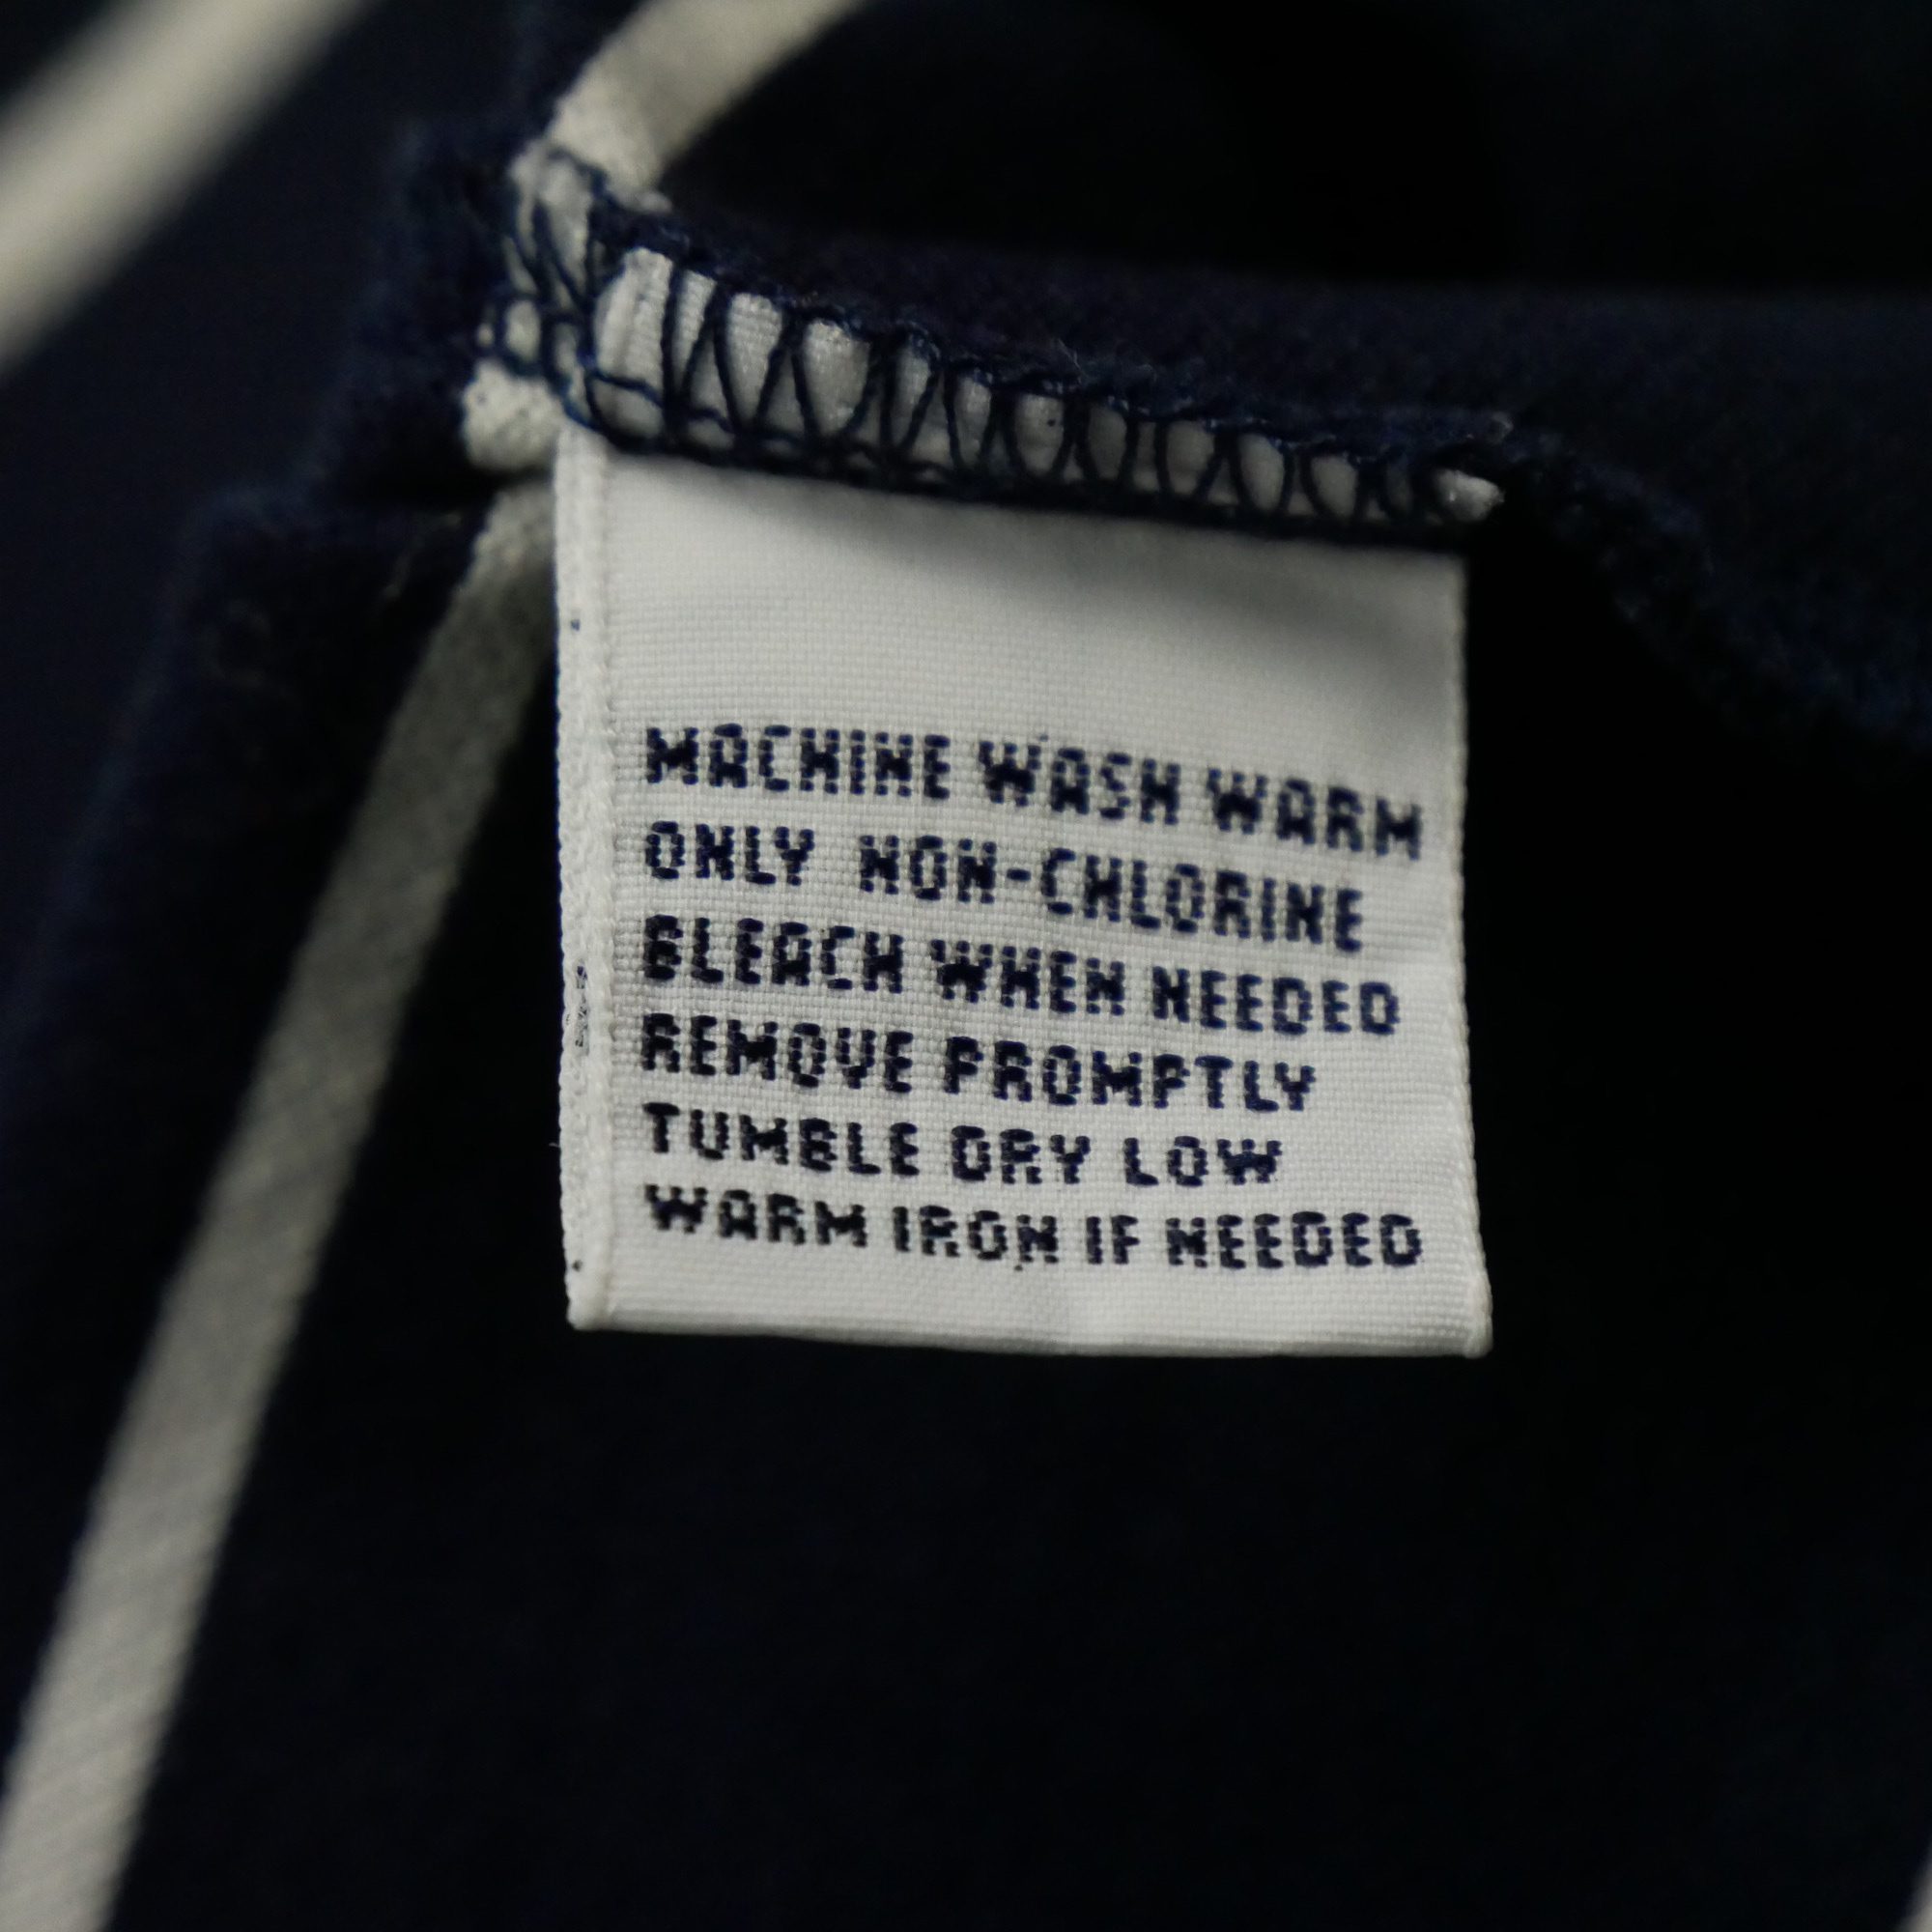 MACHINE WASH WARM
ONLY NON-CHLORINE
BLEACH WHEN NEEDED
REMOVE PROMPTLY
TUMBLE DRY LOW
WARM IRON IF NEEDED